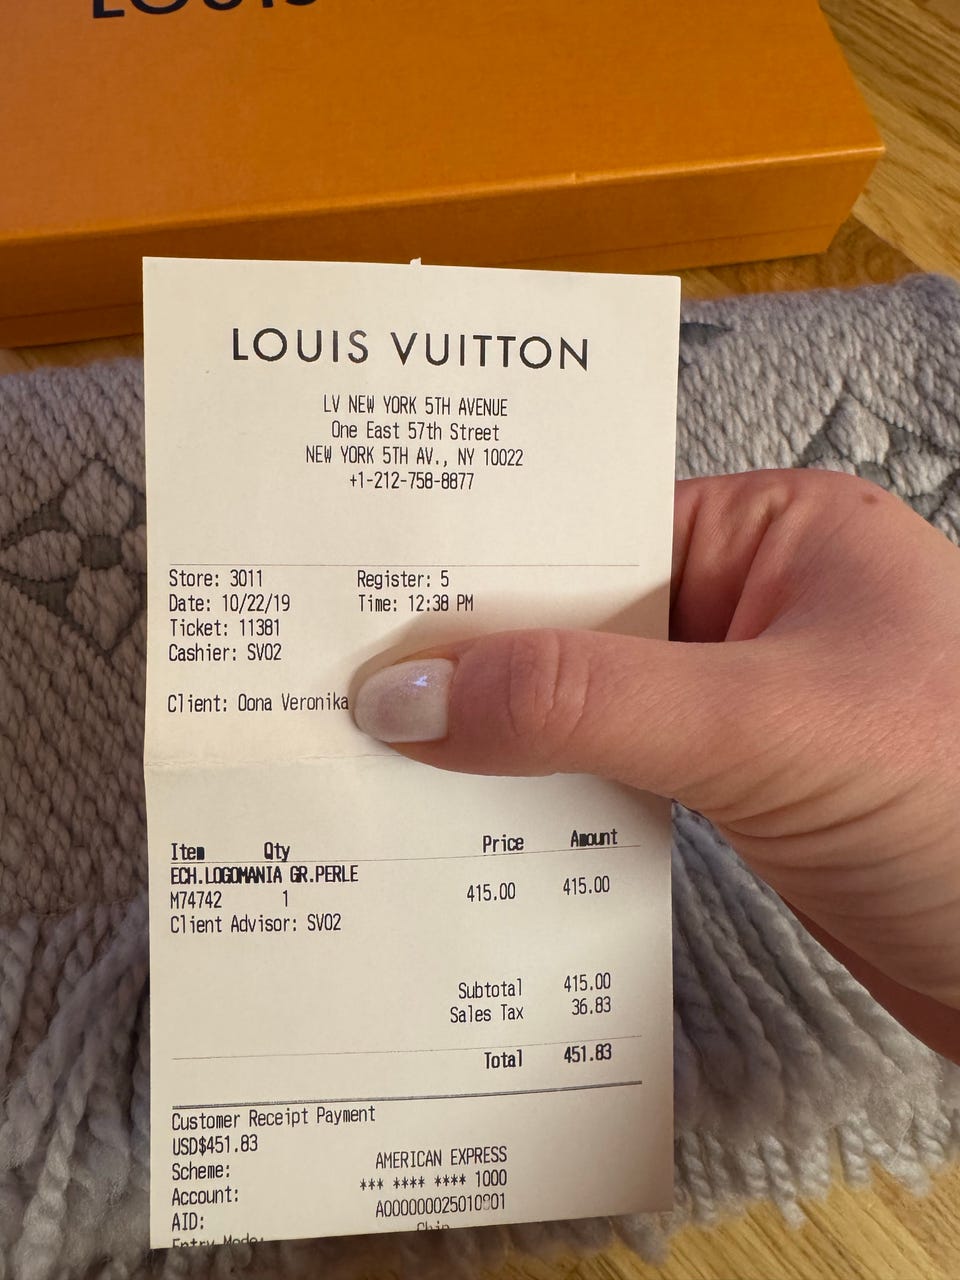 LOUIS VUITTON
LV NEW YORK 5TH AVENUE
One East 57th Street
NEW YORK 5TH AV., NY 10022
+1-212-758-8877
Store: 3011 Register: 5
Date: 10/22/19 Time: 12:38 PM
Ticket: 11381
Cashier: SV02
Client: Oona Veronika
Item Qty Price Amount
ECH.LOGOMANIA GR.PERLE
M74742 1 415.00 415.00
Client Advisor: SV02
Subtotal 415.00
Sales Tax 36.83
Total 451.83
Customer Receipt Payment
USD$451.83
Scheme: AMERICAN EXPRESS
Account: *** **** **** 1000
AID: A000000025010801
Entry Mode: Chip